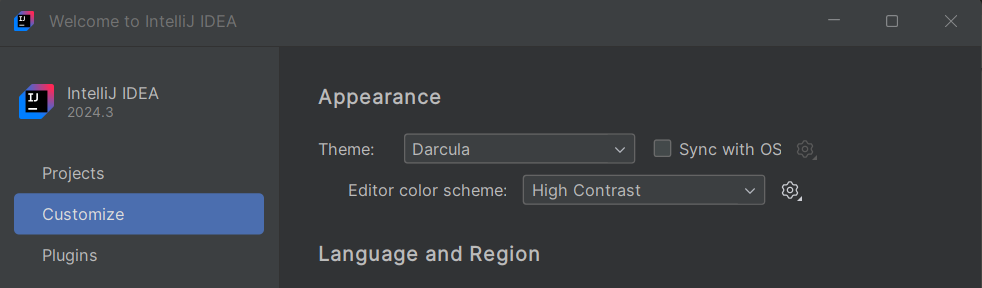 Welcome to IntelliJ IDEA
IJ
IntelliJ IDEA
2024.3
Projects
Customize
Plugins
Appearance
Theme: Darcula Sync with OS
Editor color scheme: High Contrast
Language and Region